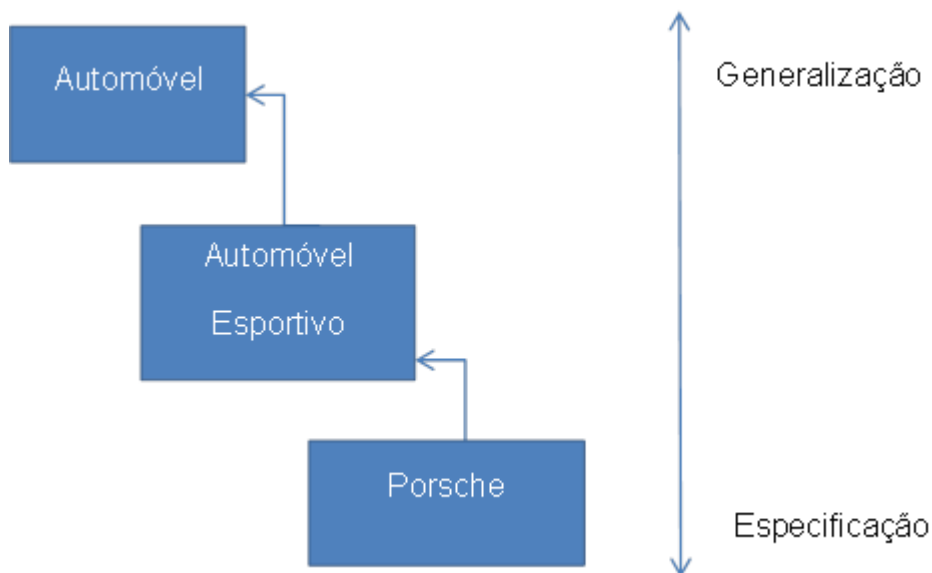 Automóvel
Generalização
Automóvel
Esportivo
Porsche
Especificação